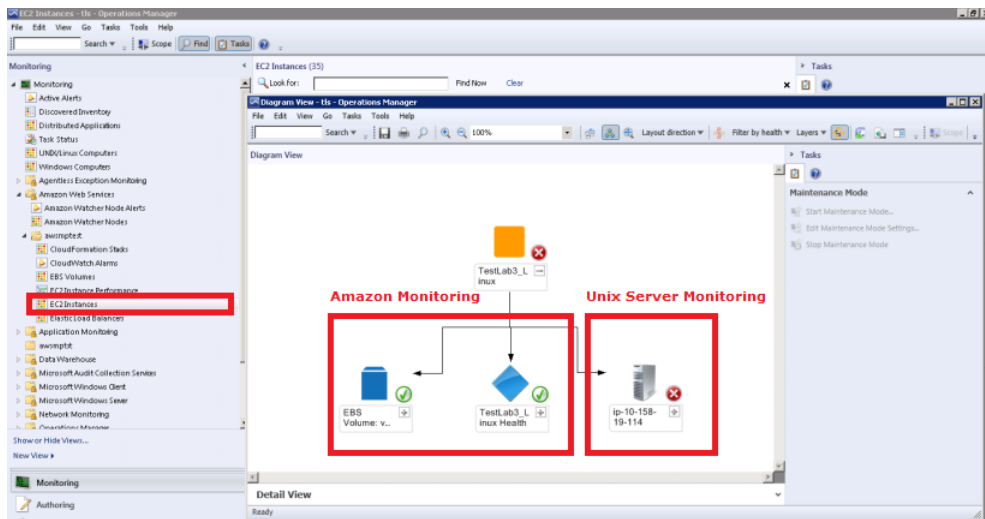 EC2 Instances - tls - Operations Manager
File Edit View Go Tasks Tools Help
Search Scope Find Tasks
Monitoring
Monitoring
Active Alerts
Discovered Inventory
Distributed Applications
Task Status
UNIX/Linux Computers
Windows Computers
Agentless Exception Monitoring
Amazon Web Services
Amazon Watcher Node Alerts
Amazon Watcher Nodes
awsmptest
CloudFormation Stacks
CloudWatch Alarms
EBS Volumes
EC2 Instance Performance
EC2 Instances
Elastic Load Balancers
Application Monitoring
awsmptst
Data Warehouse
Microsoft Audit Collection Services
Microsoft Windows Client
Microsoft Windows Server
Network Monitoring
Operations Manager
Show or Hide Views...
New View
Monitoring
Authoring
EC2 Instances (35)
Look for: Find Now Clear
Tasks
Diagram View - tls - Operations Manager
File Edit View Go Tasks Tools Help
Search 100% Layout direction Filter by health Layers Scope
Diagram View
TestLab3_L
inux
Amazon Monitoring
Unix Server Monitoring
EBS
Volume: v...
TestLab3_L
inux Health
ip-10-158-
19-114
Detail View
Ready
Tasks
Maintenance Mode
Start Maintenance Mode...
Edit Maintenance Mode Settings...
Stop Maintenance Mode